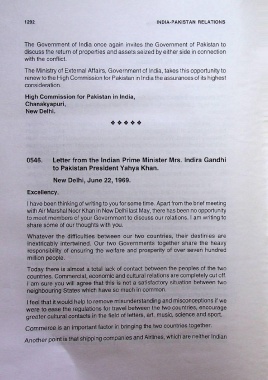 1292 INDIA-PAKISTAN RELATIONS
The Government of India once again invites the Government of Pakistan to
discuss the return of properties and assets seized by either side in connection
with the conflict.
The Ministry of External Affairs, Government of India, takes this opportunity to
renew to the High Commission for Pakistan in India the assurances of its highest
consideration.
High Commission for Pakistan in India,
Chanakyapuri,
New Delhi.
❖❖❖❖❖
0546. Letter from the Indian Prime Minister Mrs. Indira Gandhi
to Pakistan President Yahya Khan.
New Delhi, June 22, 1969.
Excellency,
I have been thinking of writing to you for some time. Apart from the brief meeting
with Air Marshal Noor Khan in New Delhi last May, there has been no opportunity
to meet members of your Government to discuss our relations. I am writing to
share some of our thoughts with you.
Whatever the difficulties between our two countries, their destinies are
inextricably intertwined. Our two Governments together share the heavy
responsibility of ensuring the welfare and prosperity of over seven hundred
million people.
Today there is almost a total lack of contact between the peoples of the two
countries. Commercial, economic and cultural relations are completely cut off.
I am sure you will agree that this is not a satisfactory situation between two
neighbouring States which have so much in common.
I feel that it would help to remove misunderstanding and misconceptions if we
were to ease the regulations for travel between the two countries, encourage
greater cultural contacts in the field of letters, art, music, science and sport.
Commerce is an important factor in bringing the two countries together.
Another point is that shipping companies and Airlines, which are neither Indian